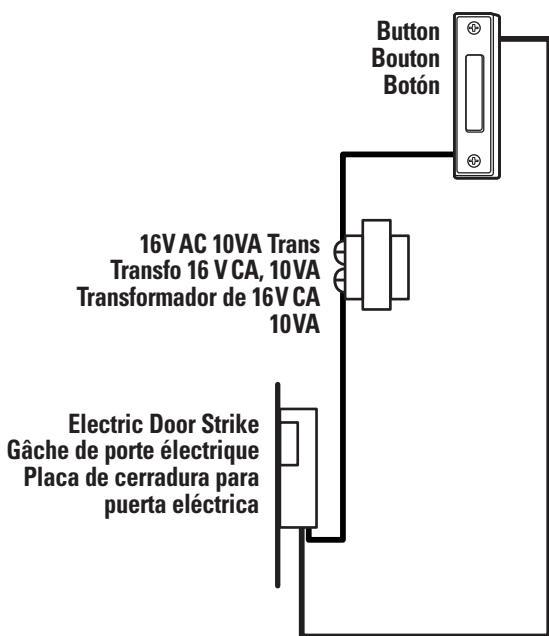 Button
Bouton
Botón
16V AC 10VA Trans
Transfo 16 V CA, 10VA
Transformador de 16V CA
10VA
Electric Door Strike
Gâche de porte électrique
Placa de cerradura para
puerta eléctrica